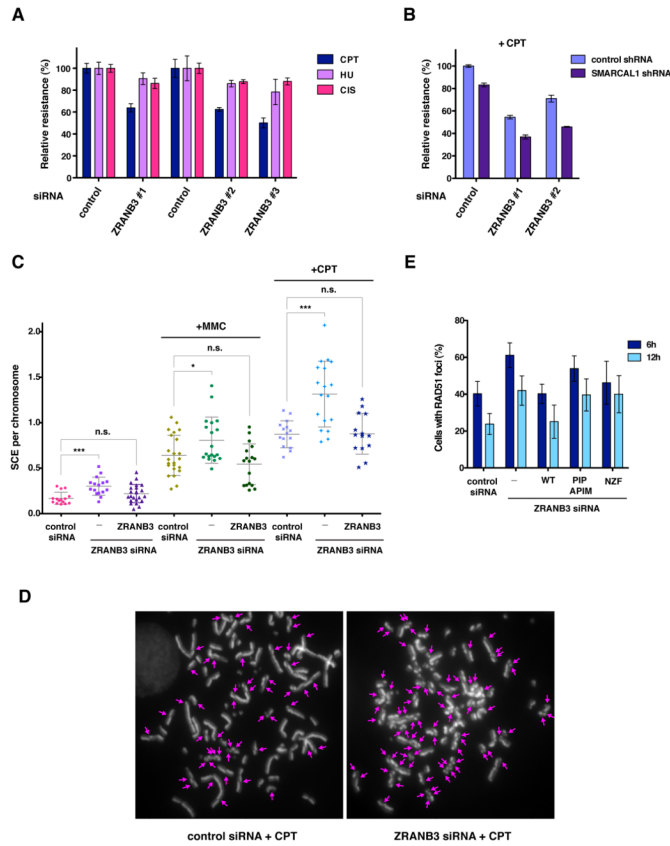 A
Relative resistance (%)
100
80
60
40
20
0
CPT
HU
CIS
siRNA
control
ZRANB3 #1
control
ZRANB3 #2
ZRANB3 #3
B
+ CPT
Relative resistance (%)
100
80
60
40
20
0
control shRNA
SMARCAL1 shRNA
siRNA
control
ZRANB3 #1
ZRANB3 #2
C
SCE per chromosome
2.0
1.5
1.0
0.5
0.0
+MMC
+CPT
n.s.
***
n.s.
*
n.s.
***
control
siRNA
–
ZRANB3
ZRANB3 siRNA
control
siRNA
–
ZRANB3
ZRANB3 siRNA
control
siRNA
–
ZRANB3
ZRANB3 siRNA
E
Cells with RAD51 foci (%)
80
60
40
20
0
6h
12h
control
siRNA
–
WT
PIP
APIM
NZF
ZRANB3 siRNA
D
control siRNA + CPT
ZRANB3 siRNA + CPT